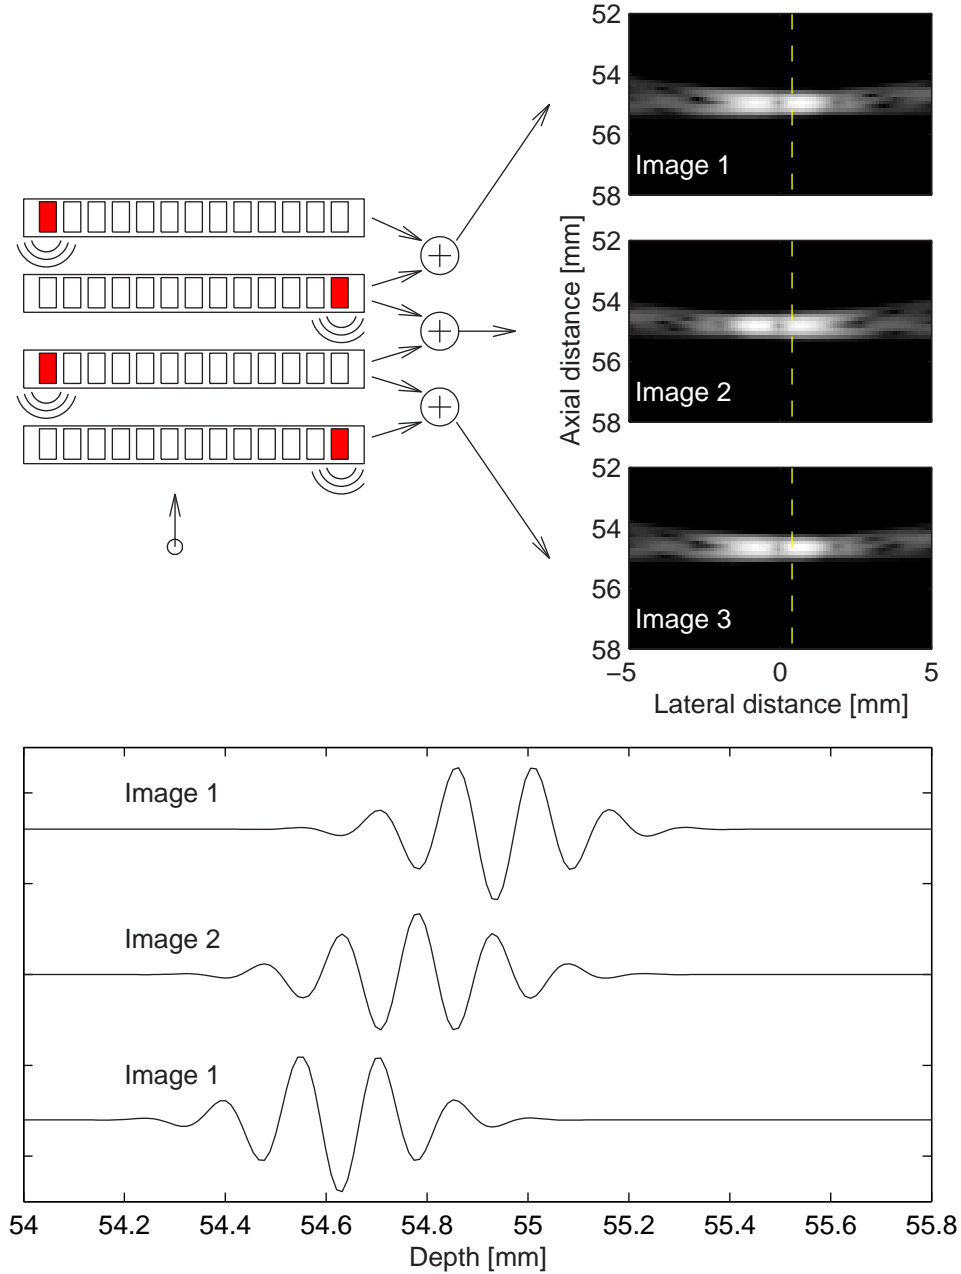 52
54
56
58
Image 1
52
54
56
58
Image 2
52
54
56
58
Image 3
Axial distance [mm]
−5
0
5
Lateral distance [mm]
Image 1
Image 2
Image 1
54
54.2
54.4
54.6
54.8
55
55.2
55.4
55.6
55.8
Depth [mm]